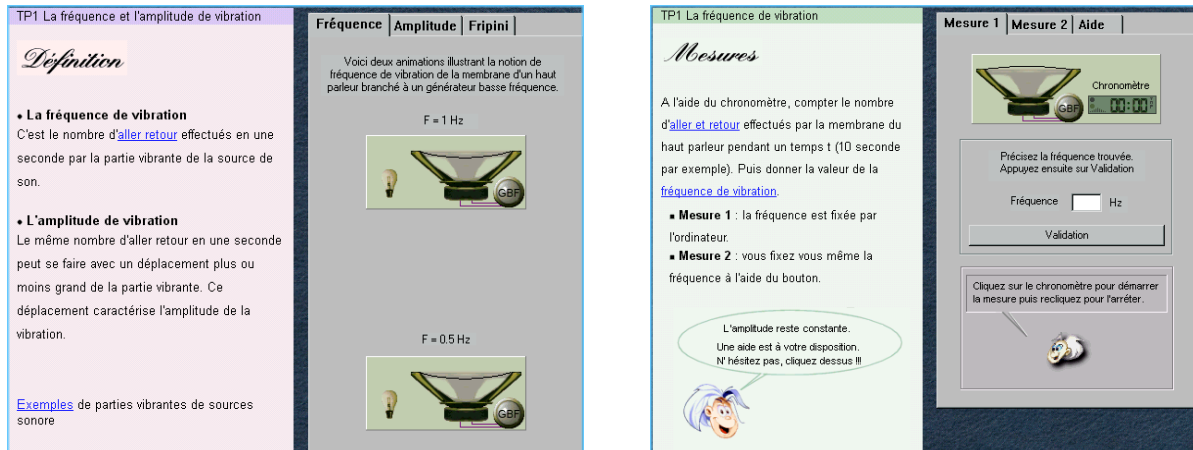 TP1 La fréquence et l'amplitude de vibration
Définition
• La fréquence de vibration
C'est le nombre d'aller retour effectués en une
seconde par la partie vibrante de la source de
son.
• L'amplitude de vibration
Le même nombre d'aller retour en une seconde
peut se faire avec un déplacement plus ou
moins grand de la partie vibrante. Ce
déplacement caractérise l'amplitude de la
vibration.
Exemples de parties vibrantes de sources
sonore
Fréquence Amplitude Fripini
Voici deux animations illustrant la notion de
fréquence de vibration de la membrane d'un haut
parleur branché à un générateur basse fréquence.
F = 1 Hz
GBF
F = 0.5 Hz
GBF
TP1 La fréquence de vibration
Mesures
A l'aide du chronomètre, compter le nombre
d'aller et retour effectués par la membrane du
haut parleur pendant un temps t (10 seconde
par exemple). Puis donner la valeur de la
fréquence de vibration.
▪ Mesure 1 : la fréquence est fixée par
l'ordinateur.
▪ Mesure 2 : vous fixez vous même la
fréquence à l'aide du bouton.
L'amplitude reste constante.
Une aide est à votre disposition.
N' hésitez pas, cliquez dessus !!!
Mesure 1 Mesure 2 Aide
Chronomètre
GBF
00:00
Précisez la fréquence trouvée.
Appuyez ensuite sur Validation
Fréquence Hz
Validation
Cliquez sur le chronomètre pour démarrer
la mesure puis recliquez pour l'arréter.